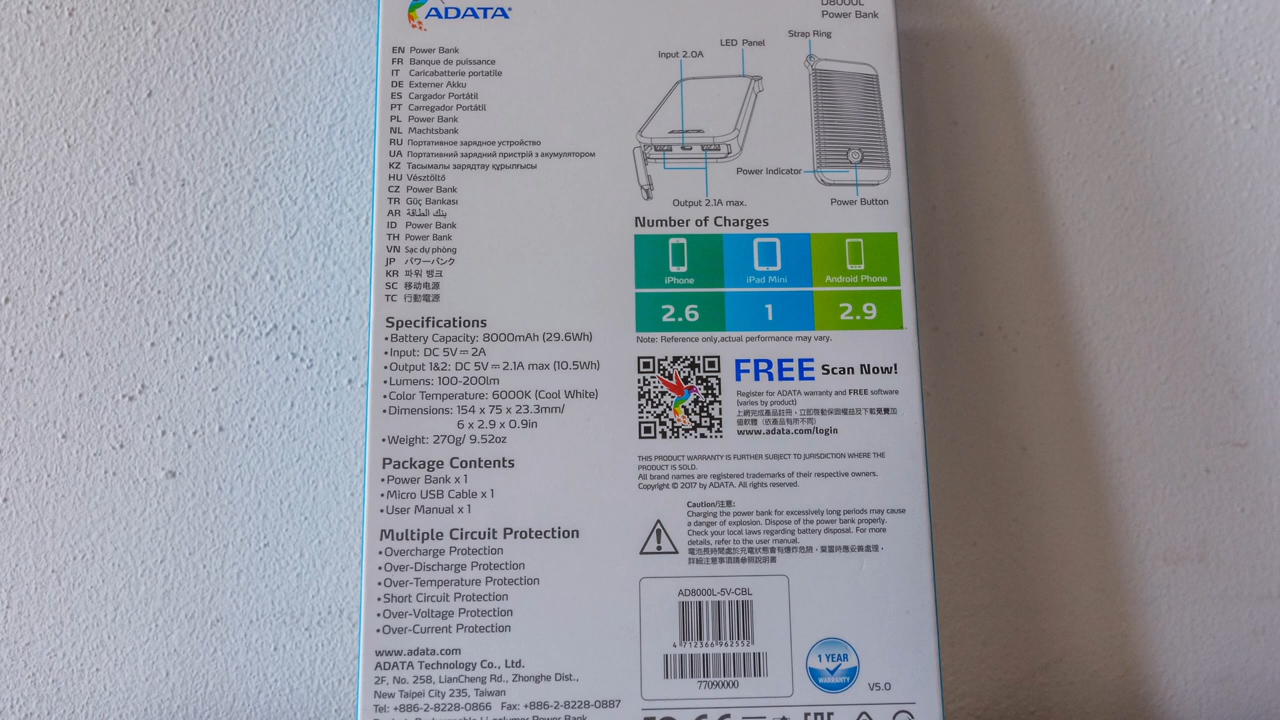 ADATA®
D8000L
Power Bank
EN Power Bank
FR Banque de puissance
IT Caricabatterie portatile
DE Externer Akku
ES Cargador Portátil
PT Carregador Portátil
PL Power Bank
NL Machtsbank
RU Портативное зарядное устройство
UA Портативний зарядний пристрій з акумулятором
KZ Тасымалы зарядтау құрылғысы
HU Vésztöltő
CZ Power Bank
TR Güç Bankası
AR بنك الطاقة
ID Power Bank
TH Power Bank
VN Sạc dự phòng
JP パワーバンク
KR 파워 뱅크
SC 移动电源
TC 行動電源
Specifications
•Battery Capacity: 8000mAh (29.6Wh)
•Input: DC 5V⎓2A
•Output 1&2: DC 5V⎓2.1A max (10.5Wh)
•Lumens: 100-200lm
•Color Temperature: 6000K (Cool White)
•Dimensions: 154 x 75 x 23.3mm/
6 x 2.9 x 0.9in
•Weight: 270g/ 9.52oz
Package Contents
•Power Bank x 1
•Micro USB Cable x 1
•User Manual x 1
Multiple Circuit Protection
•Overcharge Protection
•Over-Discharge Protection
•Over-Temperature Protection
•Short Circuit Protection
•Over-Voltage Protection
•Over-Current Protection
www.adata.com
ADATA Technology Co., Ltd.
2F, No. 258, LianCheng Rd., Zhonghe Dist.,
New Taipei City 235, Taiwan
Tel: +886-2-8228-0866 Fax: +886-2-8228-0887
Strap Ring
LED Panel
Input 2.0A
Power Indicator
Output 2.1A max.
Power Button
Number of Charges
iPhone iPad Mini Android Phone
2.6 1 2.9
Note: Reference only,actual performance may vary.
FREE Scan Now!
Register for ADATA warranty and FREE software
(varies by product)
上網完成產品註冊，立即啓動保固權益及下載免費加
值軟體（依產品有所不同）
www.adata.com/login
THIS PRODUCT WARRANTY IS FURTHER SUBJECT TO JURISDICTION WHERE THE
PRODUCT IS SOLD.
All brand names are registered trademarks of their respective owners.
Copyright © 2017 by ADATA. All rights reserved.
Caution/注意:
Charging the power bank for excessively long periods may cause
a danger of explosion. Dispose of the power bank properly.
Check your local laws regarding battery disposal. For more
details, refer to the user manual.
電池長時間處於充電狀態會有爆炸危險，棄置時應妥善處理，
詳細注意事項請參照說明書
AD8000L-5V-CBL
4 712366 962552
77090000
1 YEAR
WARRANTY
V5.0